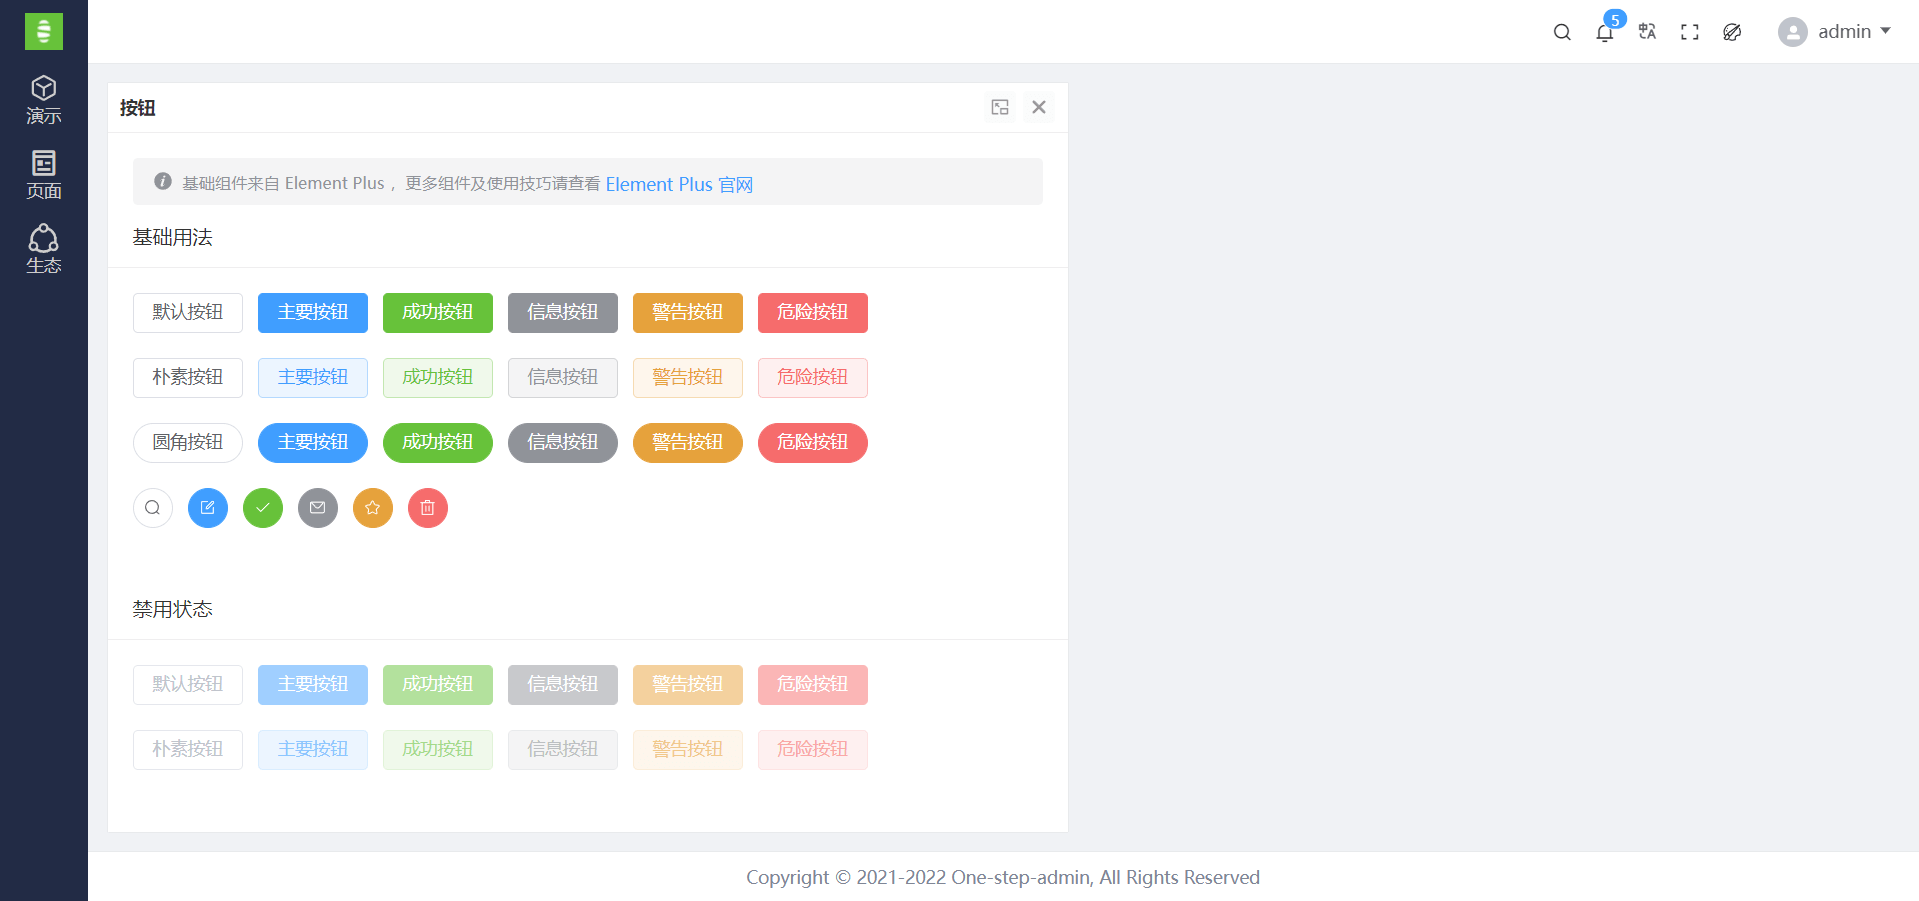 5
admin
演示
页面
生态
按钮
基础组件来自 Element Plus ，更多组件及使用技巧请查看 Element Plus 官网
基础用法
默认按钮 主要按钮 成功按钮 信息按钮 警告按钮 危险按钮
朴素按钮 主要按钮 成功按钮 信息按钮 警告按钮 危险按钮
圆角按钮 主要按钮 成功按钮 信息按钮 警告按钮 危险按钮
禁用状态
默认按钮 主要按钮 成功按钮 信息按钮 警告按钮 危险按钮
朴素按钮 主要按钮 成功按钮 信息按钮 警告按钮 危险按钮
Copyright © 2021-2022 One-step-admin, All Rights Reserved